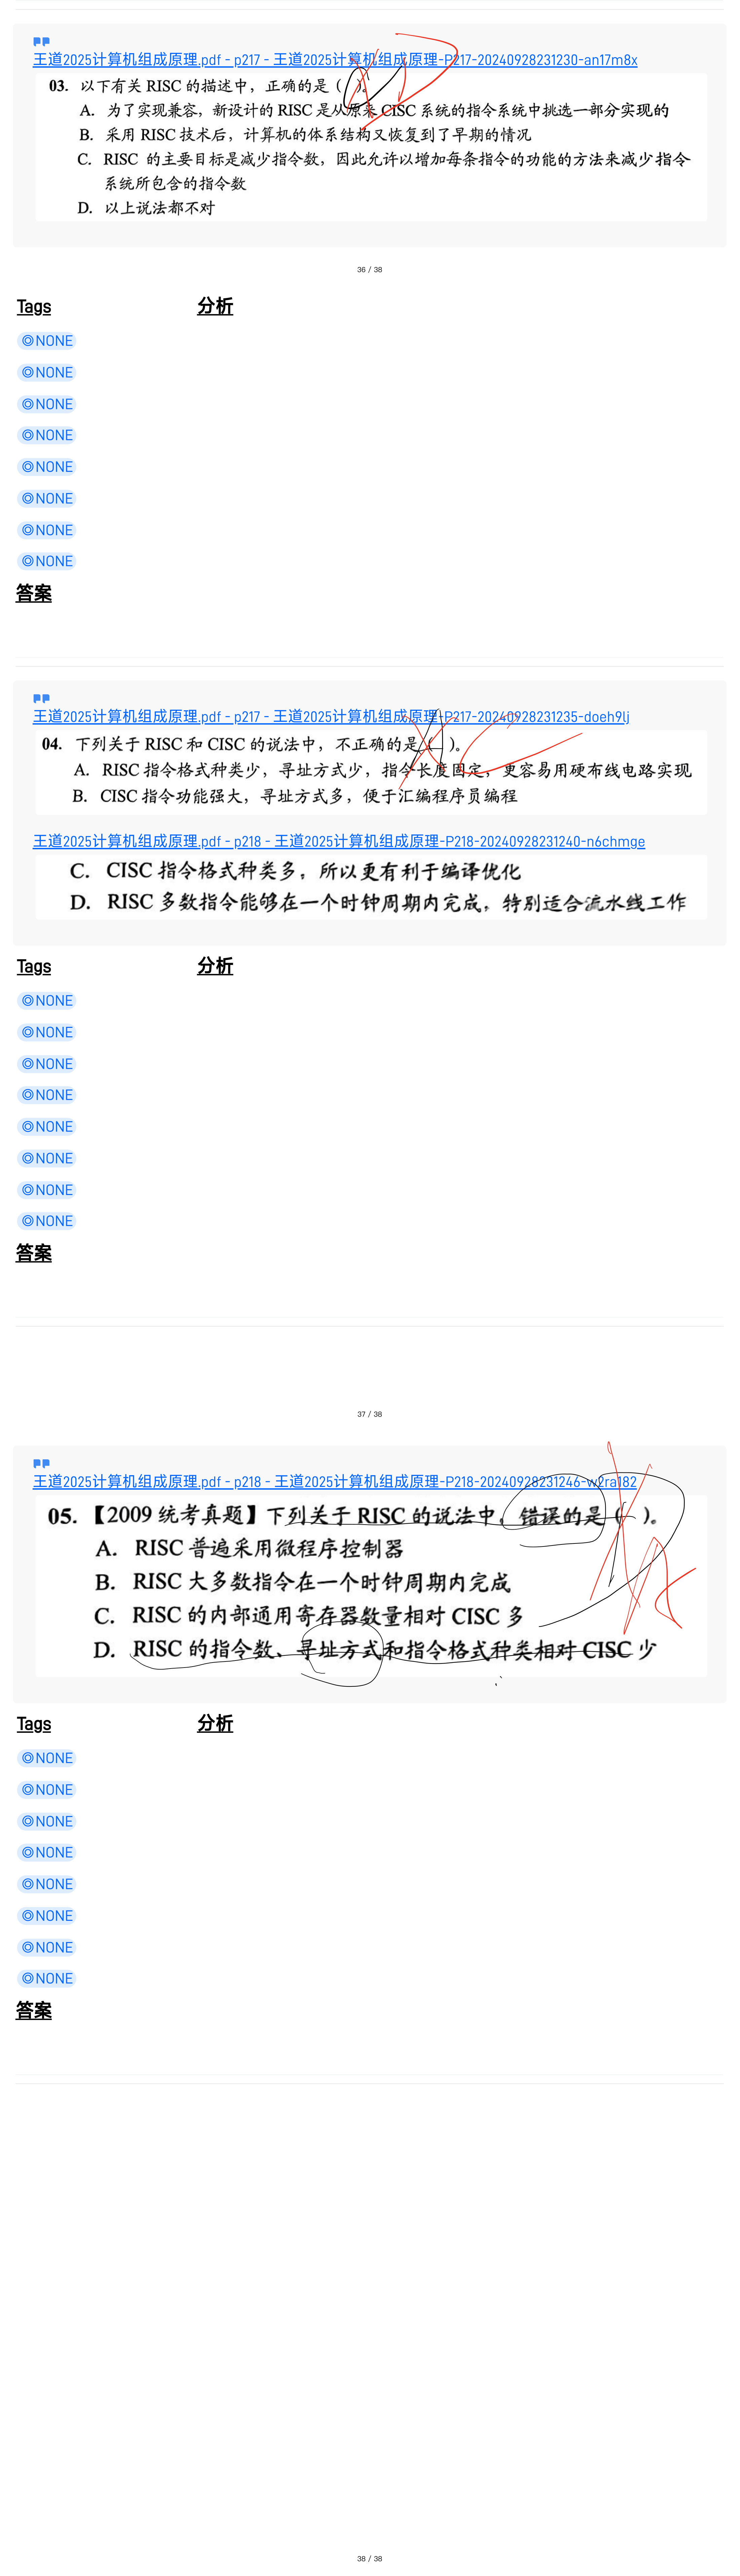 王道2025计算机组成原理.pdf - p217 - 王道2025计算机组成原理-P217-20240928231230-an17m8x
03. 以下有关 RISC 的描述中，正确的是（ ）。
A. 为了实现兼容，新设计的 RISC 是从原来 CISC 系统的指令系统中挑选一部分实现的
B. 采用 RISC 技术后，计算机的体系结构又恢复到了早期的情况
C. RISC 的主要目标是减少指令数，因此允许以增加每条指令的功能的方法来减少指令
系统所包含的指令数
D. 以上说法都不对
36 / 38
Tags 分析
◎NONE
◎NONE
◎NONE
◎NONE
◎NONE
◎NONE
◎NONE
◎NONE
答案
王道2025计算机组成原理.pdf - p217 - 王道2025计算机组成原理-P217-20240928231235-doeh9lj
04. 下列关于 RISC 和 CISC 的说法中，不正确的是（ ）。
A. RISC 指令格式种类少，寻址方式少，指令长度固定，更容易用硬布线电路实现
B. CISC 指令功能强大，寻址方式多，便于汇编程序员编程
王道2025计算机组成原理.pdf - p218 - 王道2025计算机组成原理-P218-20240928231240-n6chmge
C. CISC 指令格式种类多，所以更有利于编译优化
D. RISC 多数指令能够在一个时钟周期内完成，特别适合流水线工作
Tags 分析
◎NONE
◎NONE
◎NONE
◎NONE
◎NONE
◎NONE
◎NONE
◎NONE
答案
37 / 38
王道2025计算机组成原理.pdf - p218 - 王道2025计算机组成原理-P218-20240928231246-w2ra182
05. 【2009 统考真题】下列关于 RISC 的说法中，错误的是（ ）。
A. RISC 普遍采用微程序控制器
B. RISC 大多数指令在一个时钟周期内完成
C. RISC 的内部通用寄存器数量相对 CISC 多
D. RISC 的指令数、寻址方式和指令格式种类相对 CISC 少
Tags 分析
◎NONE
◎NONE
◎NONE
◎NONE
◎NONE
◎NONE
◎NONE
◎NONE
答案
38 / 38